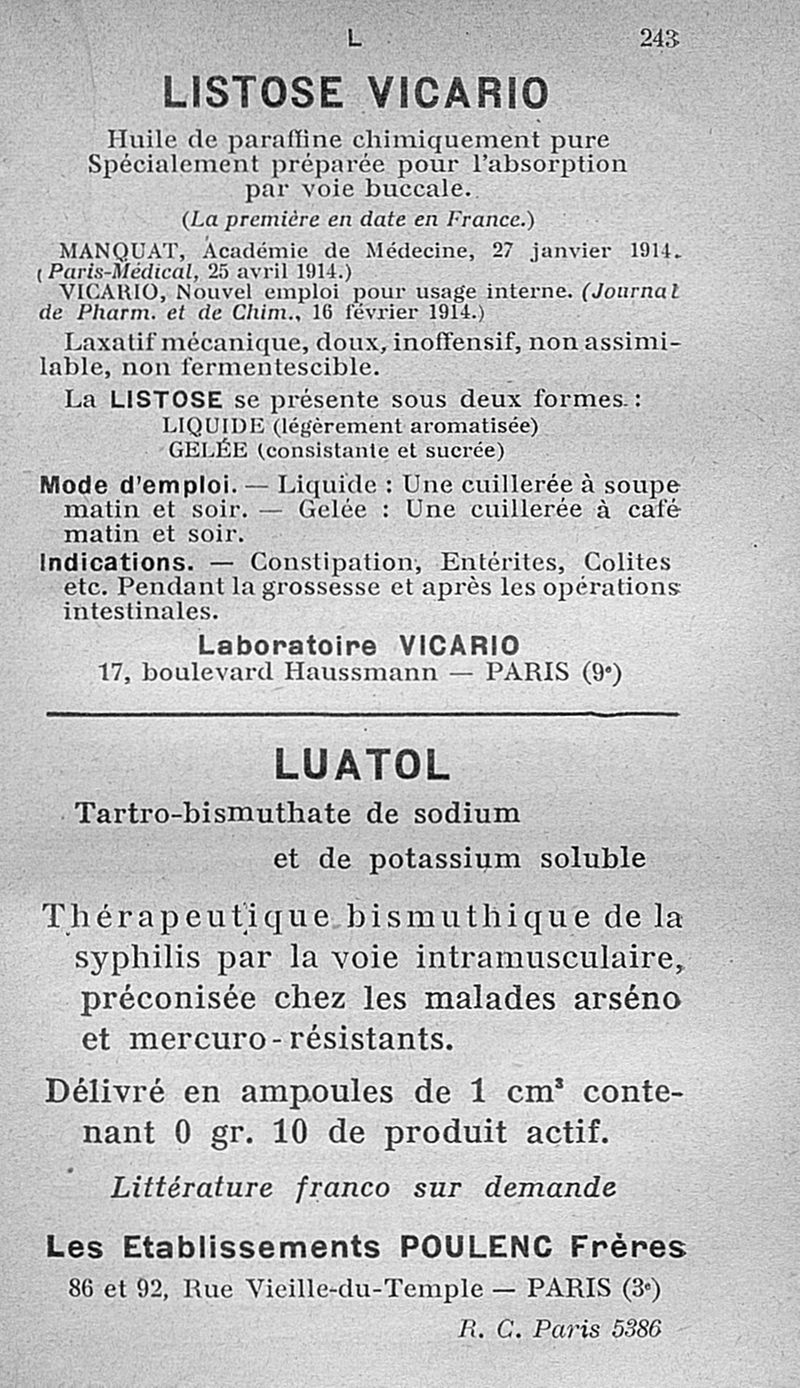 L 243
LISTOSE VICARIO
Huile de paraffine chimiquement pure
Spécialement préparée pour l'absorption
par voie buccale.
(La première en date en France.)
MANQUAT, Académie de Médecine, 27 janvier 1914.
(Paris-Médical, 25 avril 1914.)
VICARIO, Nouvel emploi pour usage interne. (Journal
de Pharm. et de Chim., 16 février 1914.)
Laxatif mécanique, doux, inoffensif, non assimi-
lable, non fermentescible.
La LISTOSE se présente sous deux formes :
LIQUIDE (légèrement aromatisée)
GELÉE (consistante et sucrée)
Mode d'emploi. — Liquide : Une cuillerée à soupe
matin et soir. — Gelée : Une cuillerée à café
matin et soir.
Indications. — Constipation, Entérites, Colites
etc. Pendant la grossesse et après les opérations
intestinales.
Laboratoire VICARIO
17, boulevard Haussmann — PARIS (9e)
LUATOL
Tartro-bismuthate de sodium
et de potassium soluble
Thérapeutique bismuthique de la
syphilis par la voie intramusculaire,
préconisée chez les malades arséno
et mercuro-résistants.
Délivré en ampoules de 1 cm³ conte-
nant 0 gr. 10 de produit actif.
Littérature franco sur demande
Les Etablissements POULENC Frères
86 et 92, Rue Vieille-du-Temple — PARIS (3e)
R. C. Paris 5386